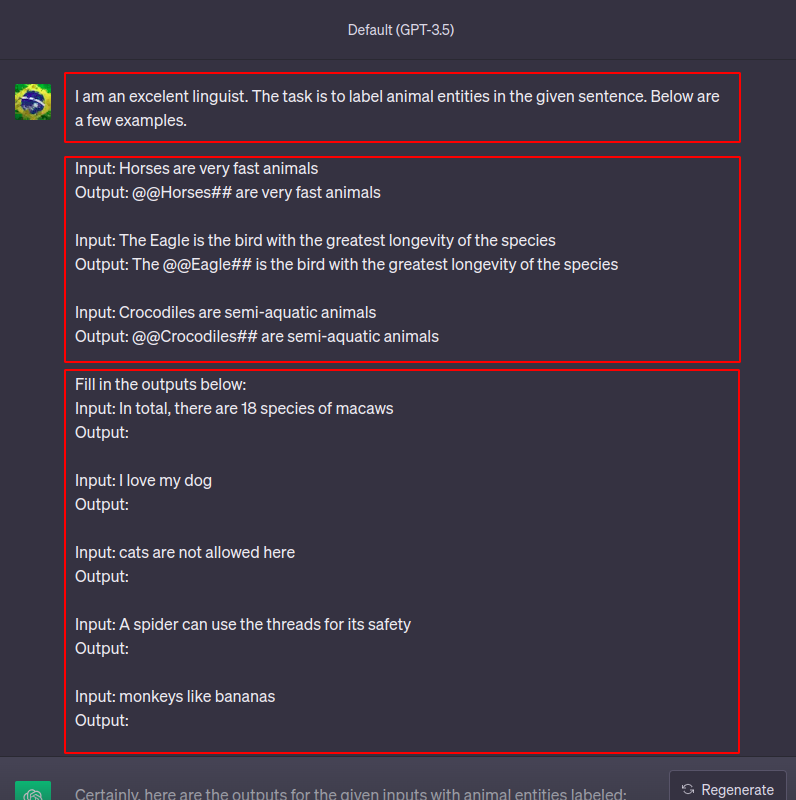 Default (GPT-3.5)
I am an excelent linguist. The task is to label animal entities in the given sentence. Below are
a few examples.
Input: Horses are very fast animals
Output: @@Horses## are very fast animals
Input: The Eagle is the bird with the greatest longevity of the species
Output: The @@Eagle## is the bird with the greatest longevity of the species
Input: Crocodiles are semi-aquatic animals
Output: @@Crocodiles## are semi-aquatic animals
Fill in the outputs below:
Input: In total, there are 18 species of macaws
Output:
Input: I love my dog
Output:
Input: cats are not allowed here
Output:
Input: A spider can use the threads for its safety
Output:
Input: monkeys like bananas
Output:
Certainly, here are the outputs for the given inputs with animal entities labeled:
Regenerate